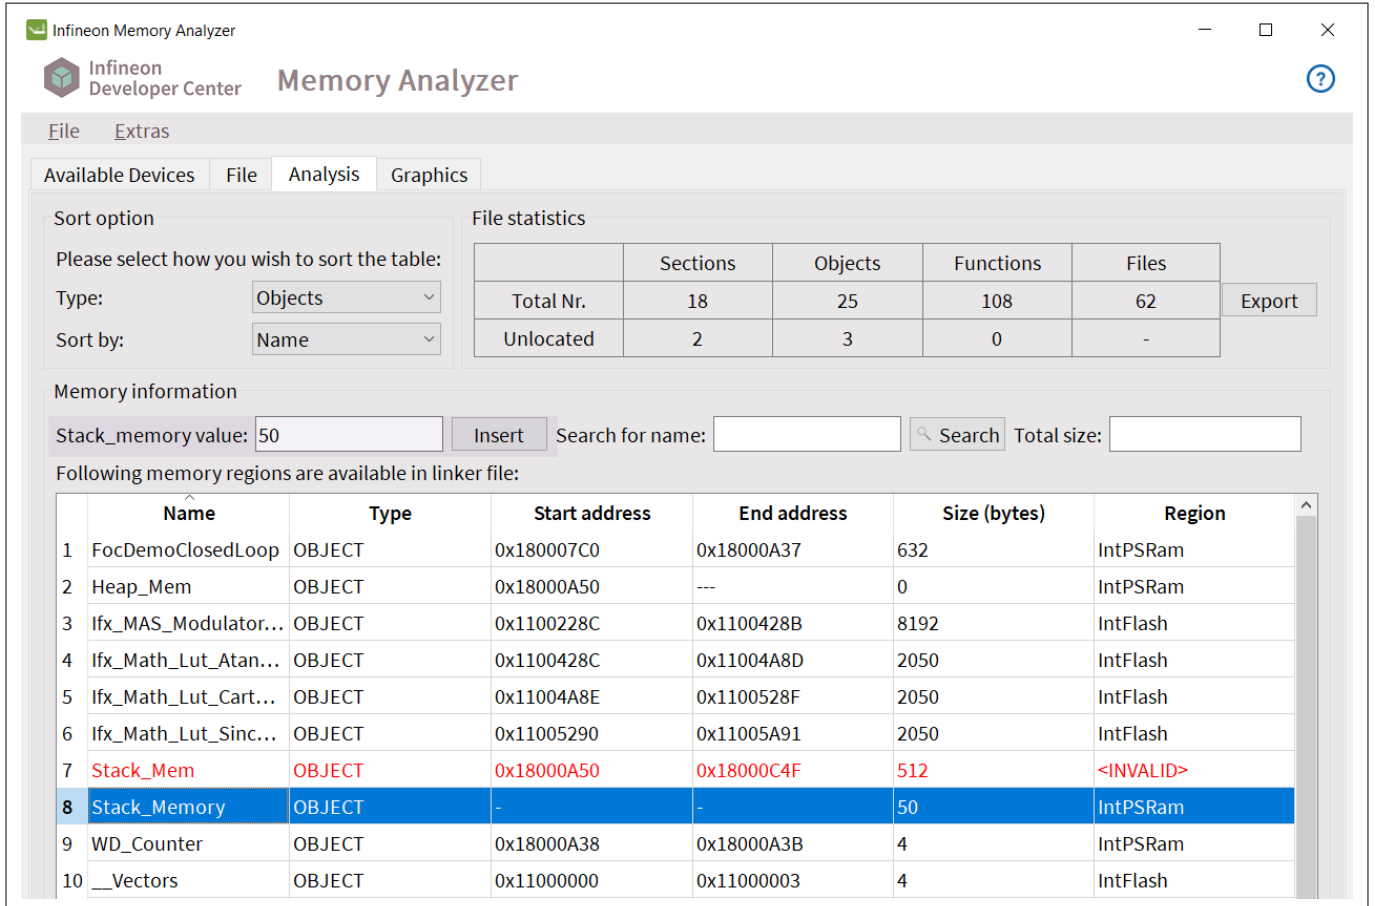 Infineon Memory Analyzer
Infineon
Developer Center
Memory Analyzer
?
File Extras
Available Devices File Analysis Graphics
Sort option
Please select how you wish to sort the table:
Type: Objects
Sort by: Name
File statistics
Sections Objects Functions Files
Total Nr. 18 25 108 62
Unlocated 2 3 0 -
Export
Memory information
Stack_memory value: 50 Insert Search for name: Search Total size:
Following memory regions are available in linker file:
Name Type Start address End address Size (bytes) Region
1 FocDemoClosedLoop OBJECT 0x180007C0 0x18000A37 632 IntPSRam
2 Heap_Mem OBJECT 0x18000A50 --- 0 IntPSRam
3 Ifx_MAS_Modulator... OBJECT 0x1100228C 0x1100428B 8192 IntFlash
4 Ifx_Math_Lut_Atan... OBJECT 0x1100428C 0x11004A8D 2050 IntFlash
5 Ifx_Math_Lut_Cart... OBJECT 0x11004A8E 0x1100528F 2050 IntFlash
6 Ifx_Math_Lut_Sinc... OBJECT 0x11005290 0x11005A91 2050 IntFlash
7 Stack_Mem OBJECT 0x18000A50 0x18000C4F 512 <INVALID>
8 Stack_Memory OBJECT - - 50 IntPSRam
9 WD_Counter OBJECT 0x18000A38 0x18000A3B 4 IntPSRam
10 __Vectors OBJECT 0x11000000 0x11000003 4 IntFlash